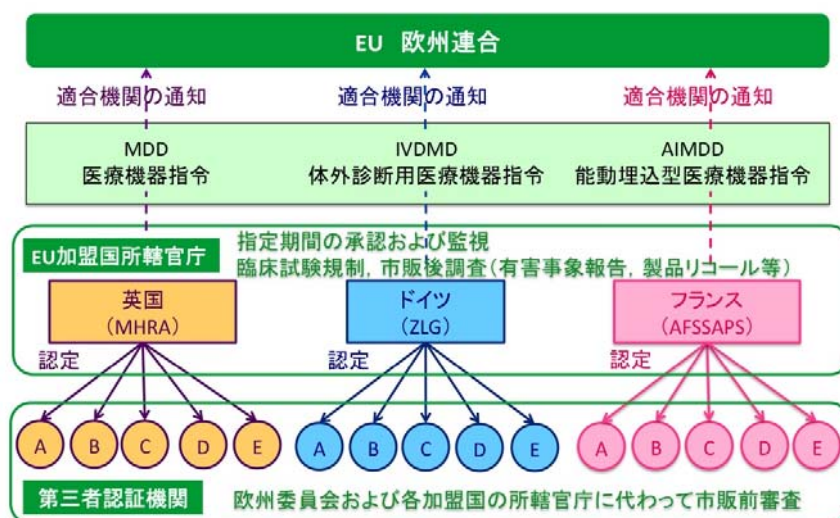 EU 欧州連合
適合機関の通知
適合機関の通知
適合機関の通知
MDD
医療機器指令
IVDMD
体外診断用医療機器指令
AIMDD
能動埋込型医療機器指令
EU加盟国所轄官庁
指定期間の承認および監視
臨床試験規制，市販後調査（有害事象報告，製品リコール等）
英国
（MHRA）
ドイツ
（ZLG）
フランス
（AFSSAPS）
認定
認定
認定
A B C D E
A B C D E
A B C D E
第三者認証機関
欧州委員会および各加盟国の所轄官庁に代わって市販前審査